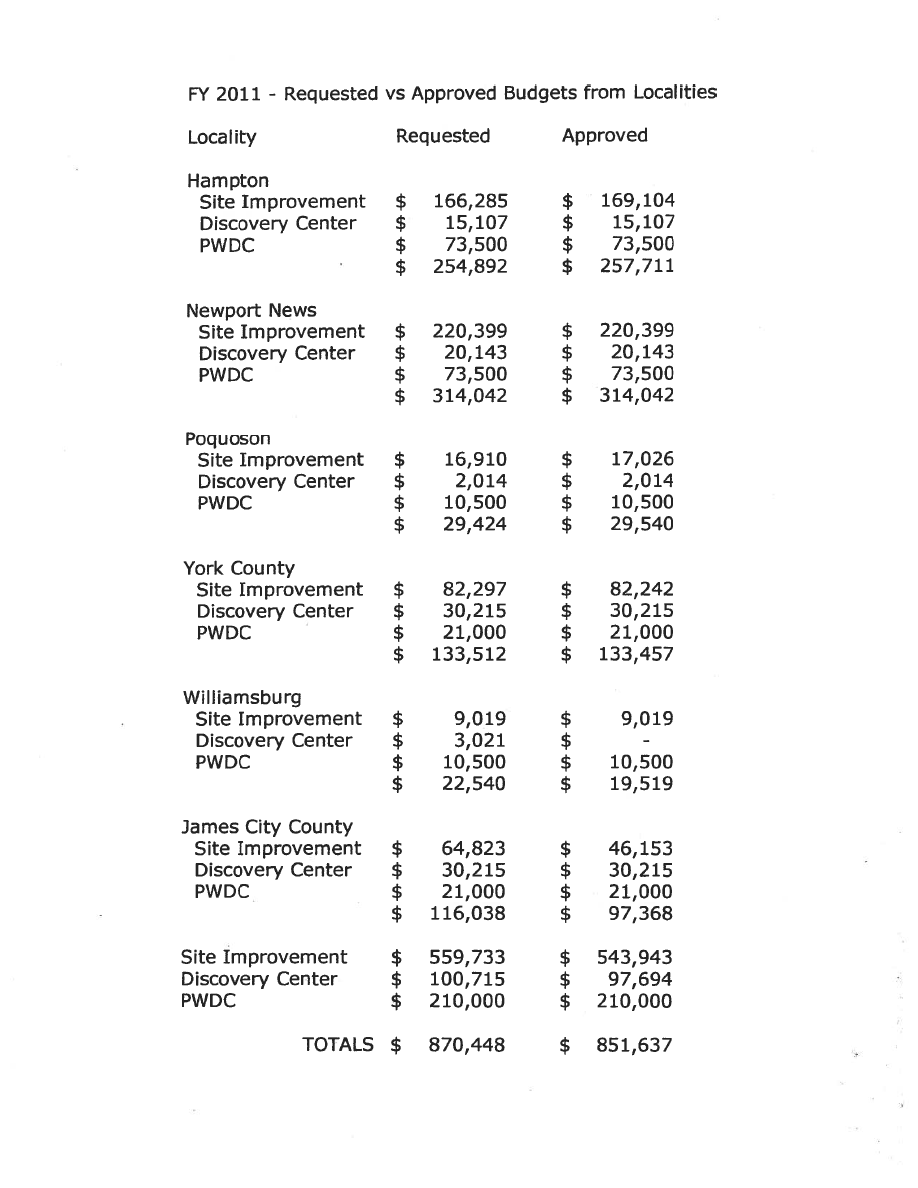 FY 2011 - Requested vs Approved Budgets from Localities
Locality Requested Approved
Hampton
Site Improvement $ 166,285 $ 169,104
Discovery Center $ 15,107 $ 15,107
PWDC $ 73,500 $ 73,500
$ 254,892 $ 257,711
Newport News
Site Improvement $ 220,399 $ 220,399
Discovery Center $ 20,143 $ 20,143
PWDC $ 73,500 $ 73,500
$ 314,042 $ 314,042
Poquoson
Site Improvement $ 16,910 $ 17,026
Discovery Center $ 2,014 $ 2,014
PWDC $ 10,500 $ 10,500
$ 29,424 $ 29,540
York County
Site Improvement $ 82,297 $ 82,242
Discovery Center $ 30,215 $ 30,215
PWDC $ 21,000 $ 21,000
$ 133,512 $ 133,457
Williamsburg
Site Improvement $ 9,019 $ 9,019
Discovery Center $ 3,021 $ -
PWDC $ 10,500 $ 10,500
$ 22,540 $ 19,519
James City County
Site Improvement $ 64,823 $ 46,153
Discovery Center $ 30,215 $ 30,215
PWDC $ 21,000 $ 21,000
$ 116,038 $ 97,368
Site Improvement $ 559,733 $ 543,943
Discovery Center $ 100,715 $ 97,694
PWDC $ 210,000 $ 210,000
TOTALS $ 870,448 $ 851,637